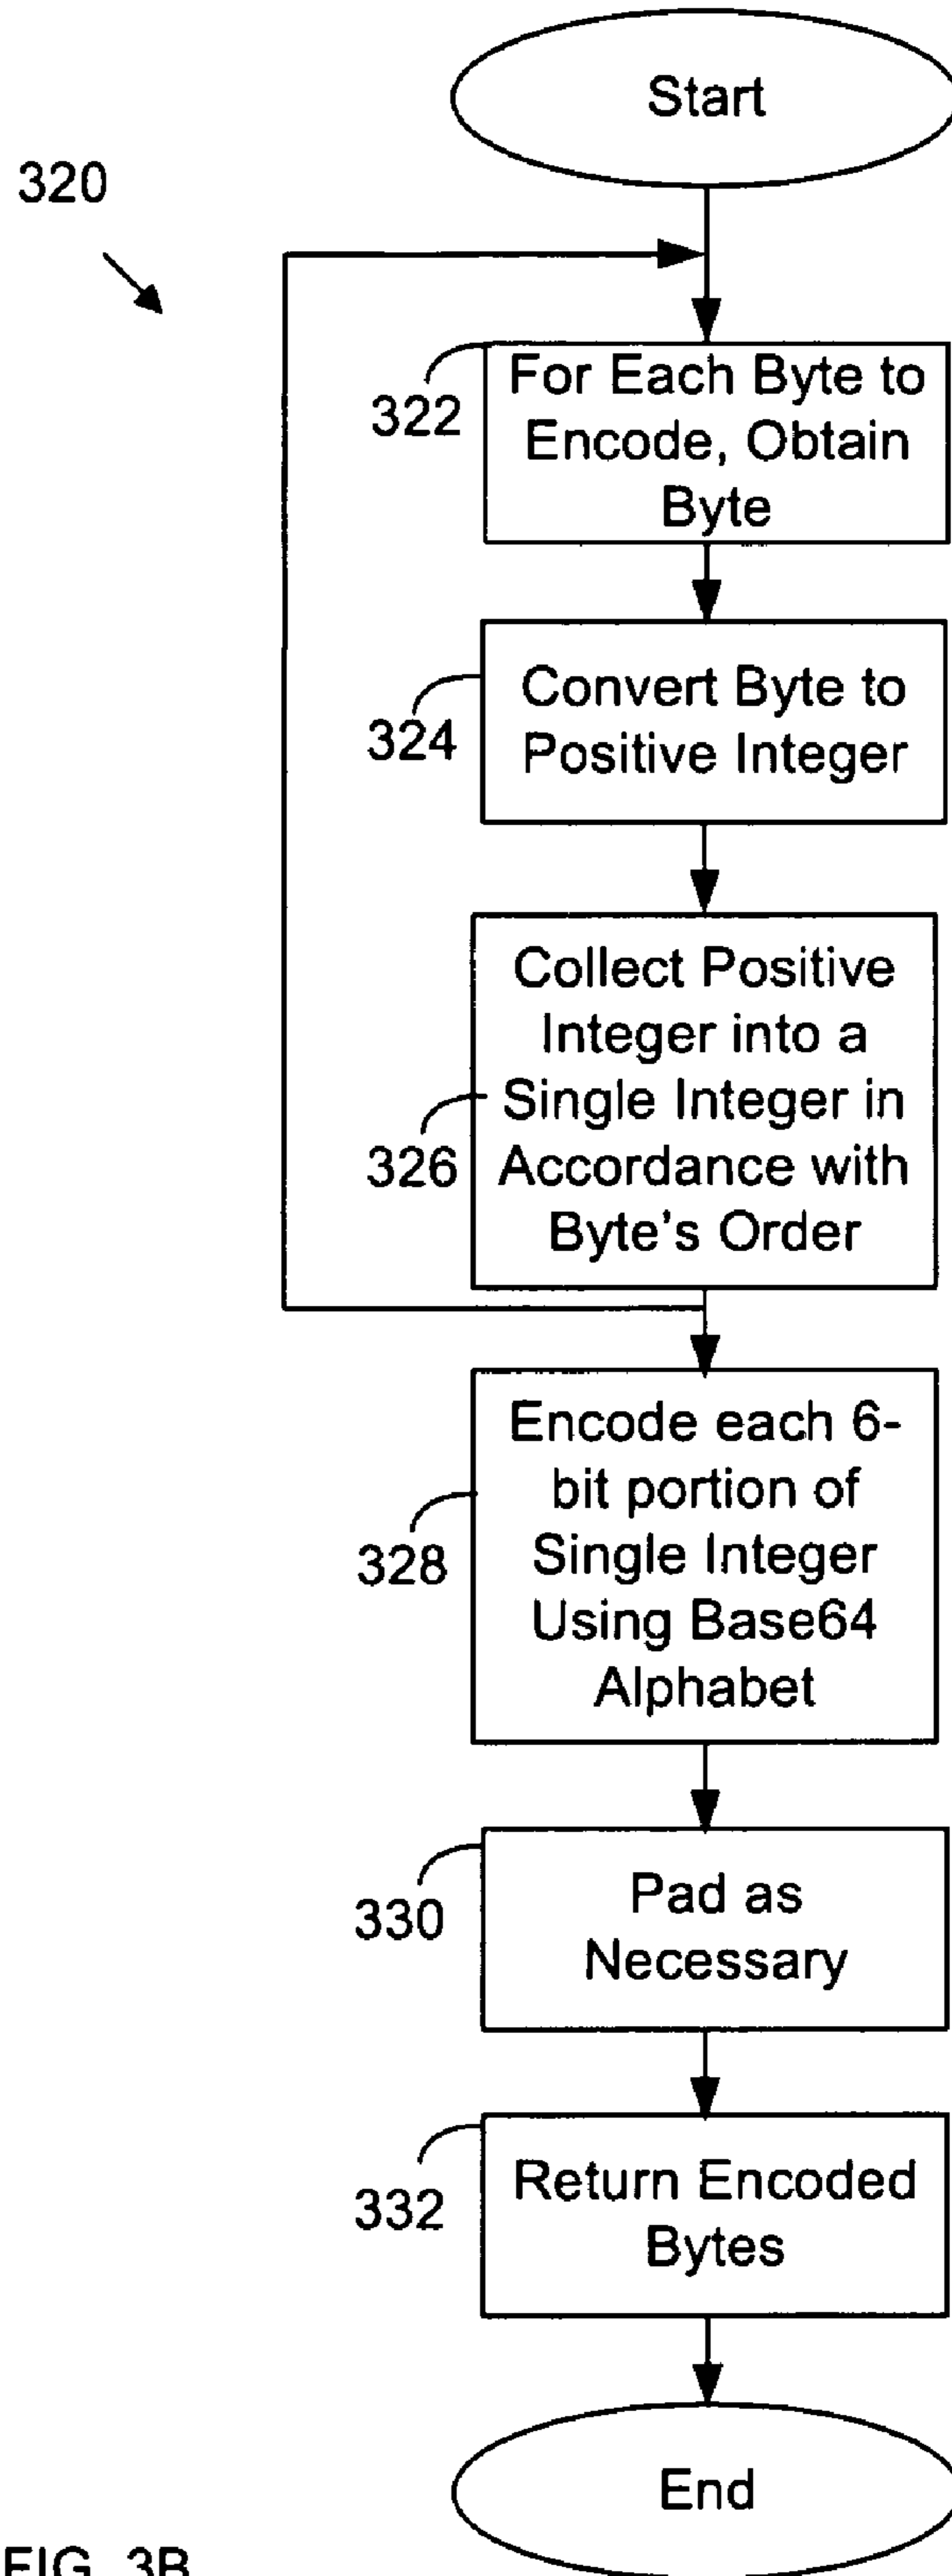 Start
320
322
For Each Byte to
Encode, Obtain
Byte
324
Convert Byte to
Positive Integer
326
Collect Positive
Integer into a
Single Integer in
Accordance with
Byte's Order
328
Encode each 6-
bit portion of
Single Integer
Using Base64
Alphabet
330
Pad as
Necessary
332
Return Encoded
Bytes
End
FIG. 3B